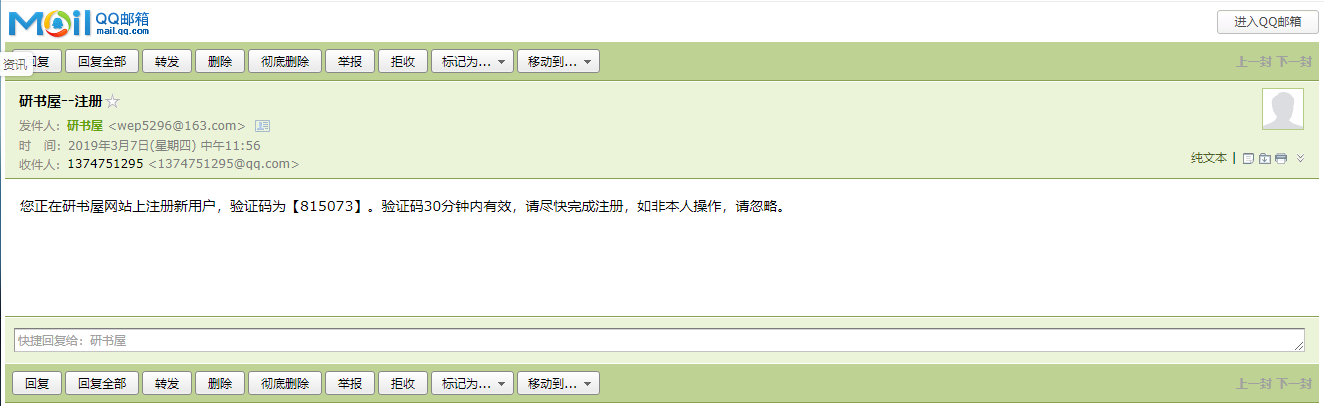 Mail QQ邮箱 mail.qq.com 进入QQ邮箱
资讯 回复 回复全部 转发 删除 彻底删除 举报 拒收 标记为... 移动到... 上一封 下一封
研书屋--注册
发件人：研书屋 <wep5296@163.com>
时 间：2019年3月7日(星期四) 中午11:56
收件人：1374751295 <1374751295@qq.com>
纯文本 |
您正在研书屋网站上注册新用户，验证码为【815073】。验证码30分钟内有效，请尽快完成注册，如非本人操作，请忽略。
快捷回复给：研书屋
回复 回复全部 转发 删除 彻底删除 举报 拒收 标记为... 移动到... 上一封 下一封